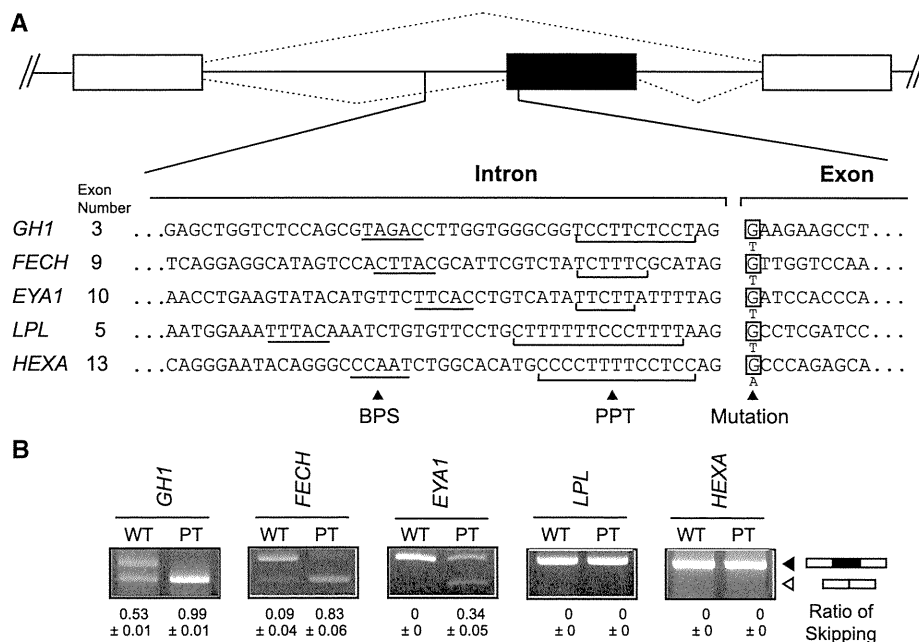 A
Intron
Exon
Exon
Number
GH1 3 ...GAGCTGGTCTCCAGCGTAGACCTTGGTGGGCGGTCCTTCTCCTAG GAAGAAGCCT...
T
FECH 9 ...TCAGGAGGCATAGTCCACTTACGCATTCGTCTATCTTTCGCATAG GTTGGTCCAA...
T
EYA1 10 ...AACCTGAAGTATACATGTTCTTCACCTGTCATATTCTTATTTTAG GATCCACCCA...
T
LPL 5 ...AATGGAAATTTACAAATCTGTGTTCCTGCTTTTTTCCCTTTTAAG GCCTCGATCC...
T
HEXA 13 ...CAGGGAATACAGGGCCCAATCTGGCACATGCCCCTTTTCCTCCAG GCCCAGAGCA...
A
BPS PPT Mutation
B
GH1 FECH EYA1 LPL HEXA
WT PT WT PT WT PT WT PT WT PT
0.53 0.99 0.09 0.83 0 0.34 0 0 0 0 Ratio of
± 0.01 ± 0.01 ± 0.04 ± 0.06 ± 0 ± 0.05 ± 0 ± 0 ± 0 ± 0 Skipping